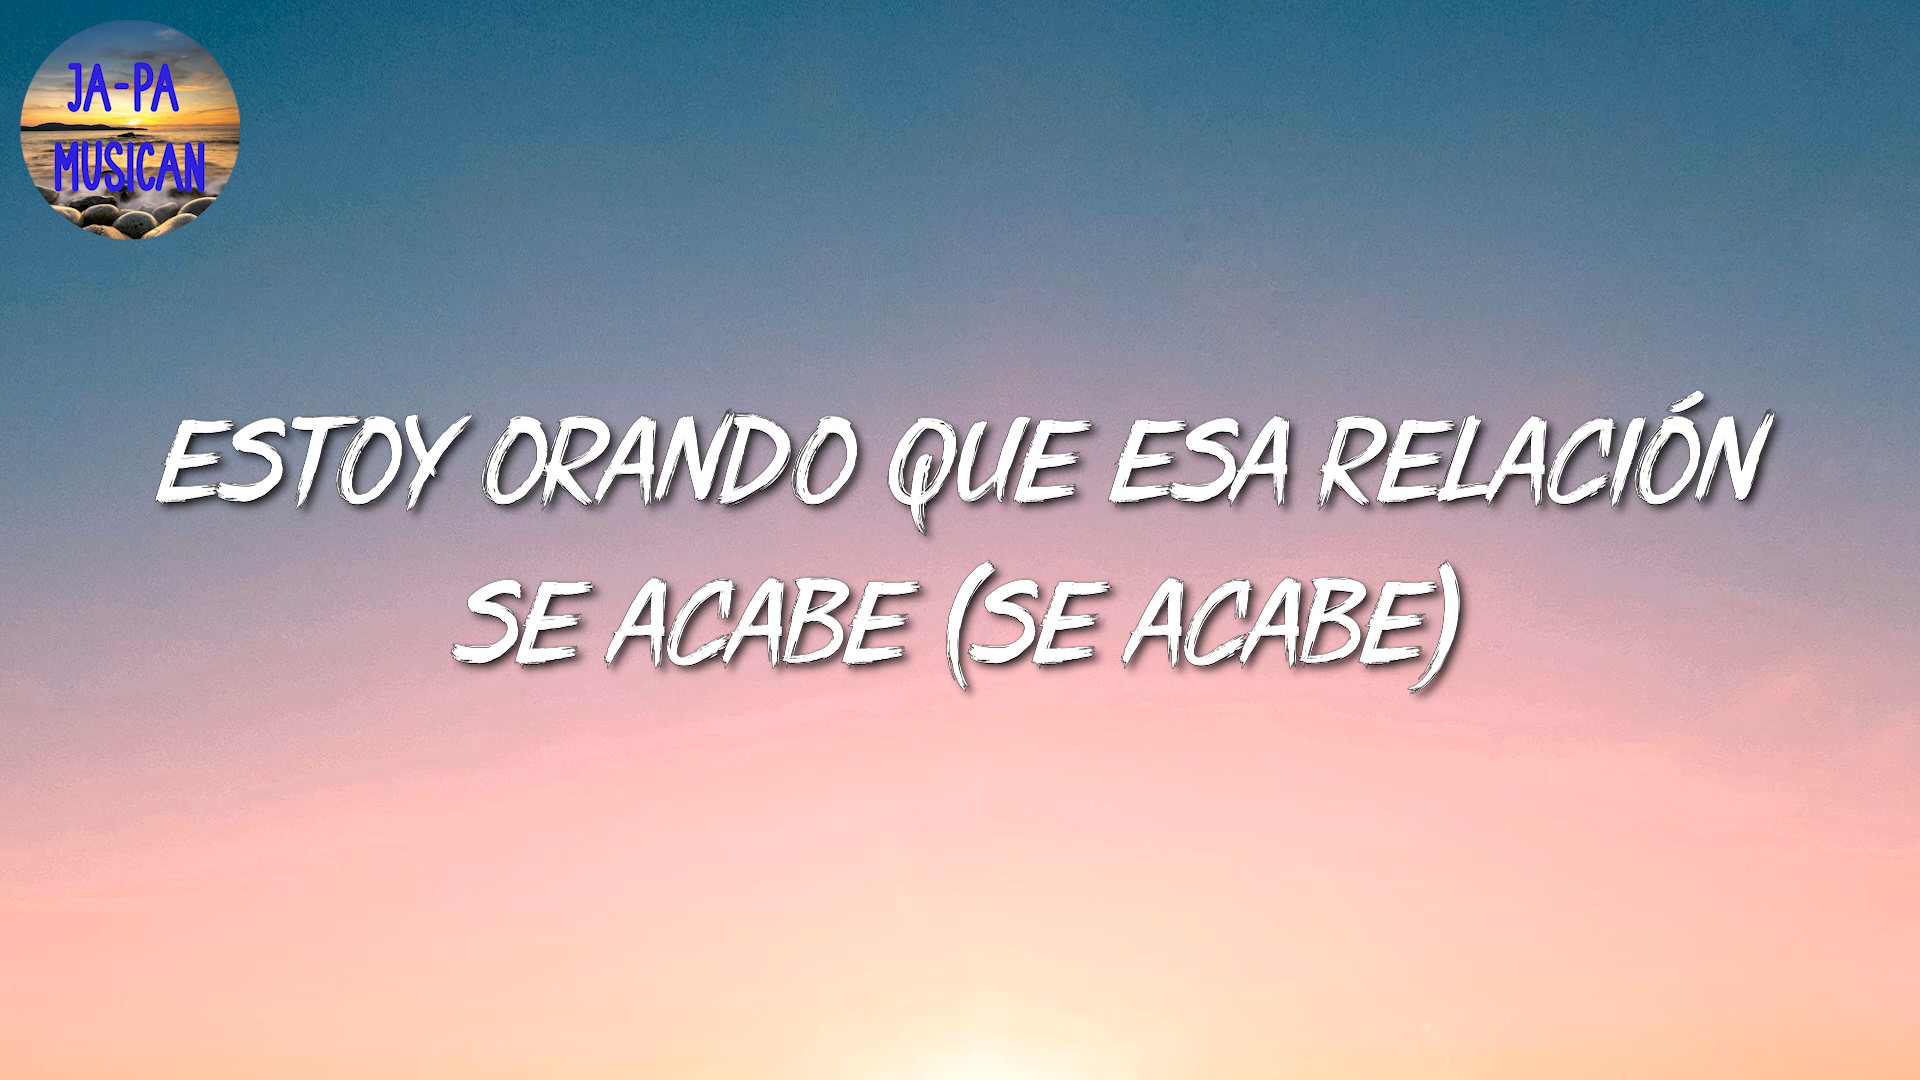 JA-PA
MUSICAN
ESTOY ORANDO QUE ESA RELACIÓN
SE ACABE (SE ACABE)